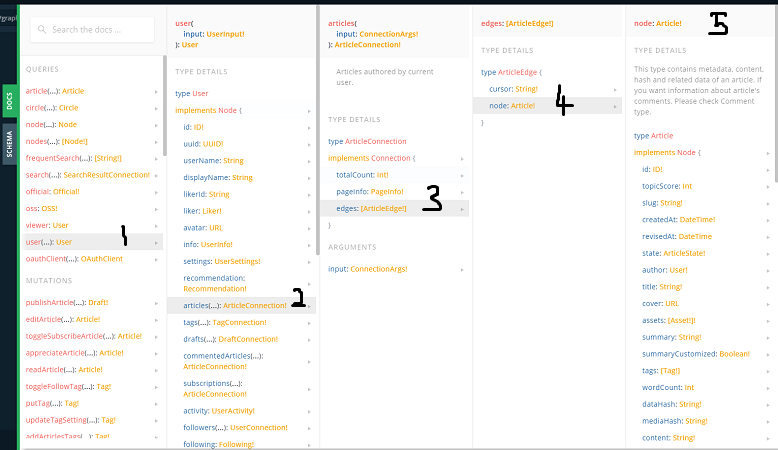 /grap
DOCS
SCHEMA
Search the docs ...
QUERIES
article(...): Article
circle(...): Circle
node(...): Node
nodes(...): [Node!]
frequentSearch(...): [String!]
search(...): SearchResultConnection!
official: Official!
oss: OSS!
viewer: User
user(...): User
1
oauthClient(...): OAuthClient
MUTATIONS
publishArticle(...): Draft!
editArticle(...): Article!
toggleSubscribeArticle(...): Article!
appreciateArticle(...): Article!
readArticle(...): Article!
toggleFollowTag(...): Tag!
putTag(...): Tag!
updateTagSetting(...): Tag!
addArticlesTags(...): Tag!
user(
input: UserInput!
): User
TYPE DETAILS
type User
implements Node {
id: ID!
uuid: UUID!
userName: String
displayName: String
likerId: String
liker: Liker!
avatar: URL
info: UserInfo!
settings: UserSettings!
recommendation:
Recommendation!
articles(...): ArticleConnection!
2
tags(...): TagConnection!
drafts(...): DraftConnection!
commentedArticles(...):
ArticleConnection!
subscriptions(...):
ArticleConnection!
activity: UserActivity!
followers(...): UserConnection!
following: Following!
articles(
input: ConnectionArgs!
): ArticleConnection!
Articles authored by current
user.
TYPE DETAILS
type ArticleConnection
implements Connection {
totalCount: Int!
pageInfo: PageInfo!
edges: [ArticleEdge!]
3
}
ARGUMENTS
input: ConnectionArgs!
edges: [ArticleEdge!]
TYPE DETAILS
type ArticleEdge {
cursor: String!
node: Article!
4
}
node: Article!
5
TYPE DETAILS
This type contains metadata, content,
hash and related data of an article. If
you want information about article's
comments. Please check Comment
type.
type Article
implements Node {
id: ID!
topicScore: Int
slug: String!
createdAt: DateTime!
revisedAt: DateTime
state: ArticleState!
author: User!
title: String!
cover: URL
assets: [Asset!]!
summary: String!
summaryCustomized: Boolean!
tags: [Tag!]
wordCount: Int
dataHash: String!
mediaHash: String!
content: String!